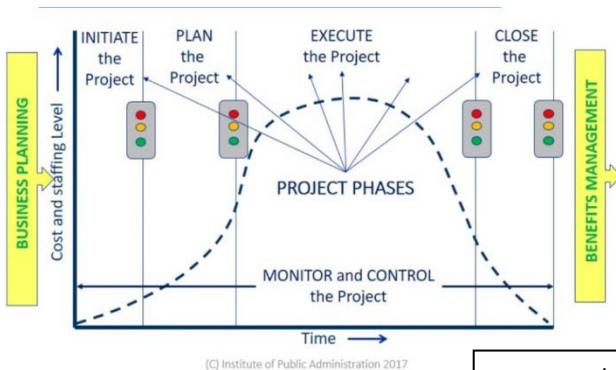 INITIATE
the
Project
PLAN
the
Project
EXECUTE
the Project
CLOSE
the
Project
BUSINESS PLANNING
Cost and staffing Level
PROJECT PHASES
BENEFITS MANAGEMENT
MONITOR and CONTROL
the Project
Time
(C) Institute of Public Administration 2017